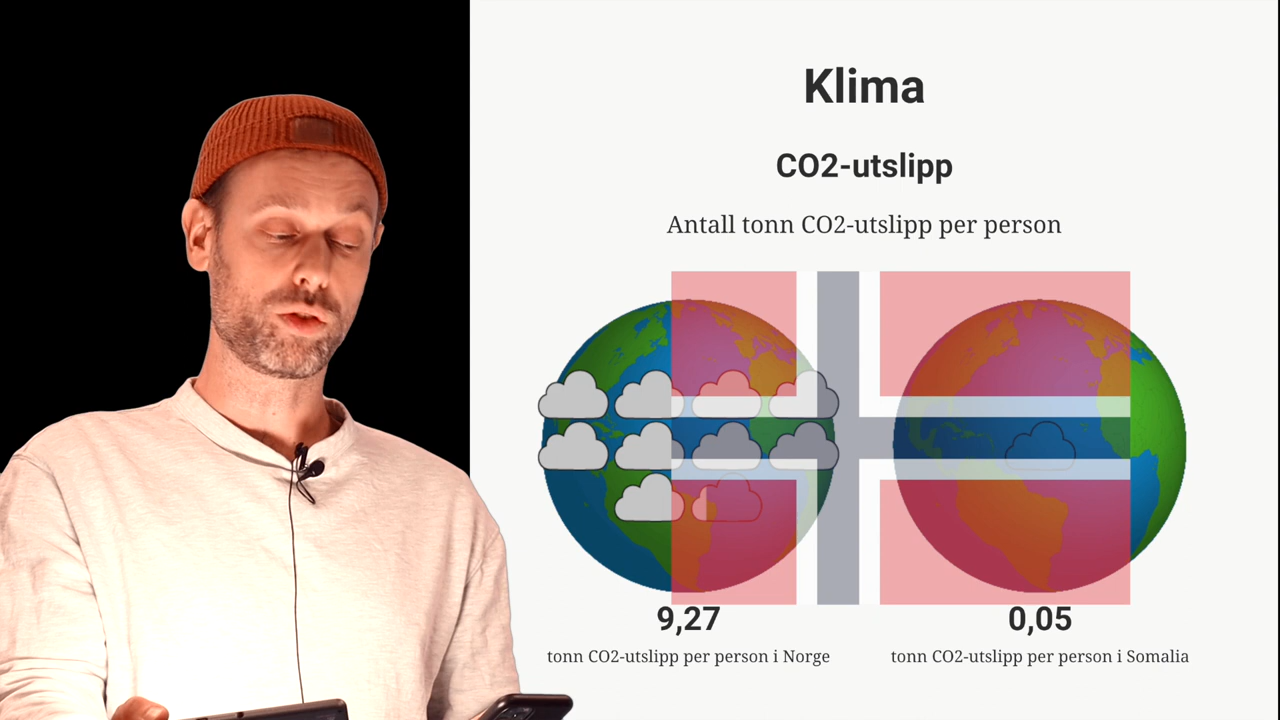 Klima
CO2-utslipp
Antall tonn CO2-utslipp per person
9,27
0,05
tonn CO2-utslipp per person i Norge
tonn CO2-utslipp per person i Somalia